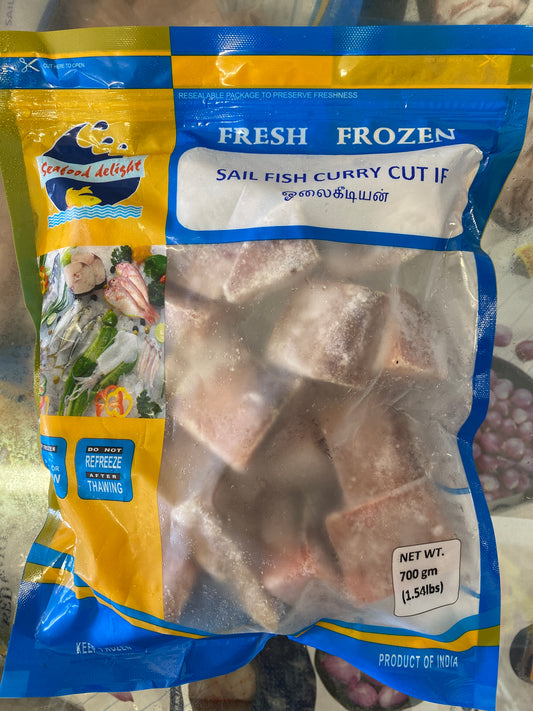 CUT HERE TO OPEN
RESEALABLE PACKAGE TO PRESERVE FRESHNESS
FRESH FROZEN
Seafood delight
SAIL FISH CURRY CUT IF
ஓலைகீடியன்
DO NOT
REFREEZE
AFTER
THAWING
NET WT.
700 gm
(1.54lbs)
KEEP FROZEN
PRODUCT OF INDIA